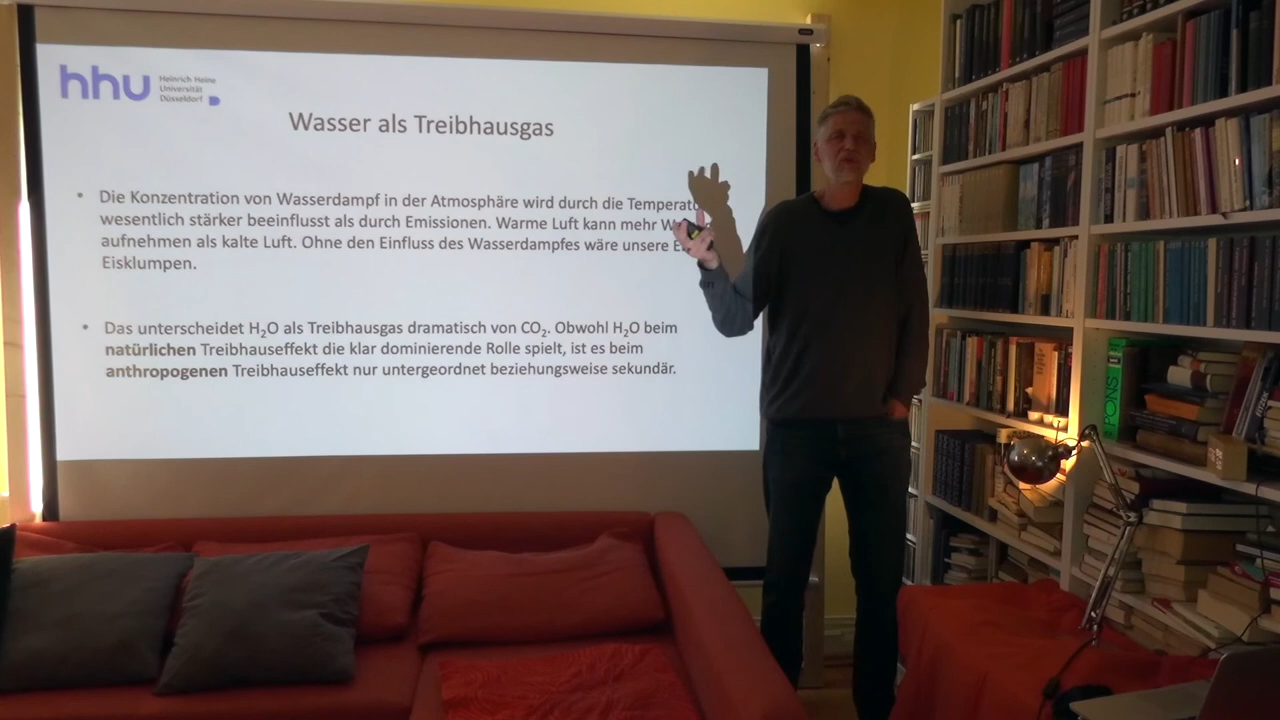 hhu
Heinrich Heine
Universität
Düsseldorf
Wasser als Treibhausgas
• Die Konzentration von Wasserdampf in der Atmosphäre wird durch die Temperatu
wesentlich stärker beeinflusst als durch Emissionen. Warme Luft kann mehr W
aufnehmen als kalte Luft. Ohne den Einfluss des Wasserdampfes wäre unsere E
Eisklumpen.
• Das unterscheidet H₂O als Treibhausgas dramatisch von CO₂. Obwohl H₂O beim
natürlichen Treibhauseffekt die klar dominierende Rolle spielt, ist es beim
anthropogenen Treibhauseffekt nur untergeordnet beziehungsweise sekundär.
PONS